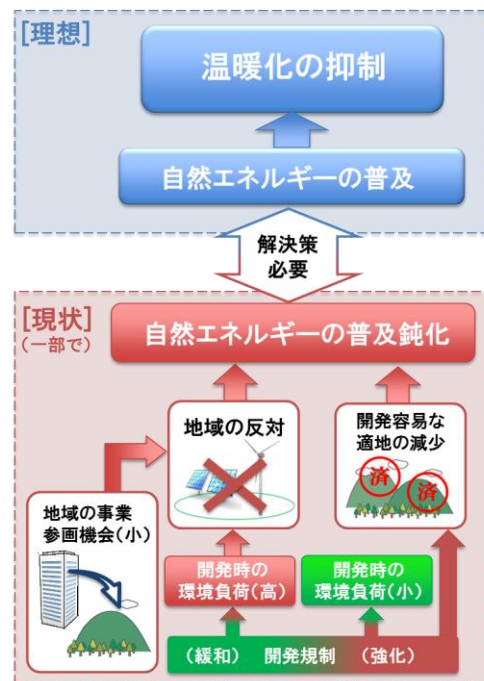 [理想]
温暖化の抑制
自然エネルギーの普及
解決策
必要
[現状]
(一部で)
自然エネルギーの普及鈍化
地域の反対
開発容易な
適地の減少
済
済
地域の事業
参画機会(小)
開発時の
環境負荷(高)
開発時の
環境負荷(小)
(緩和) 開発規制 (強化)